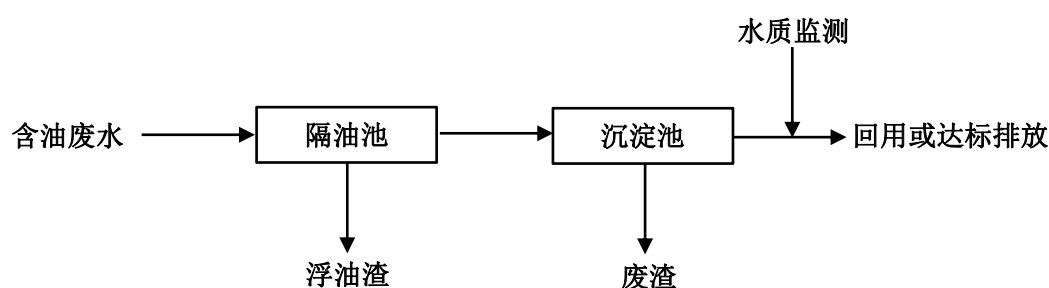 水质监测
含油废水
隔油池
沉淀池
回用或达标排放
浮油渣
废渣